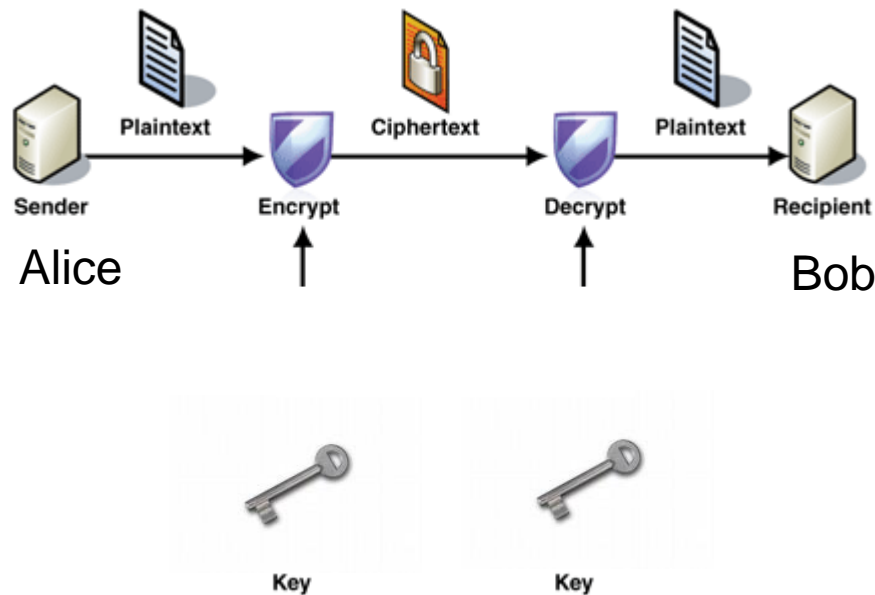 Plaintext
Ciphertext
Plaintext
Sender
Encrypt
Decrypt
Recipient
Alice
Bob
Key
Key